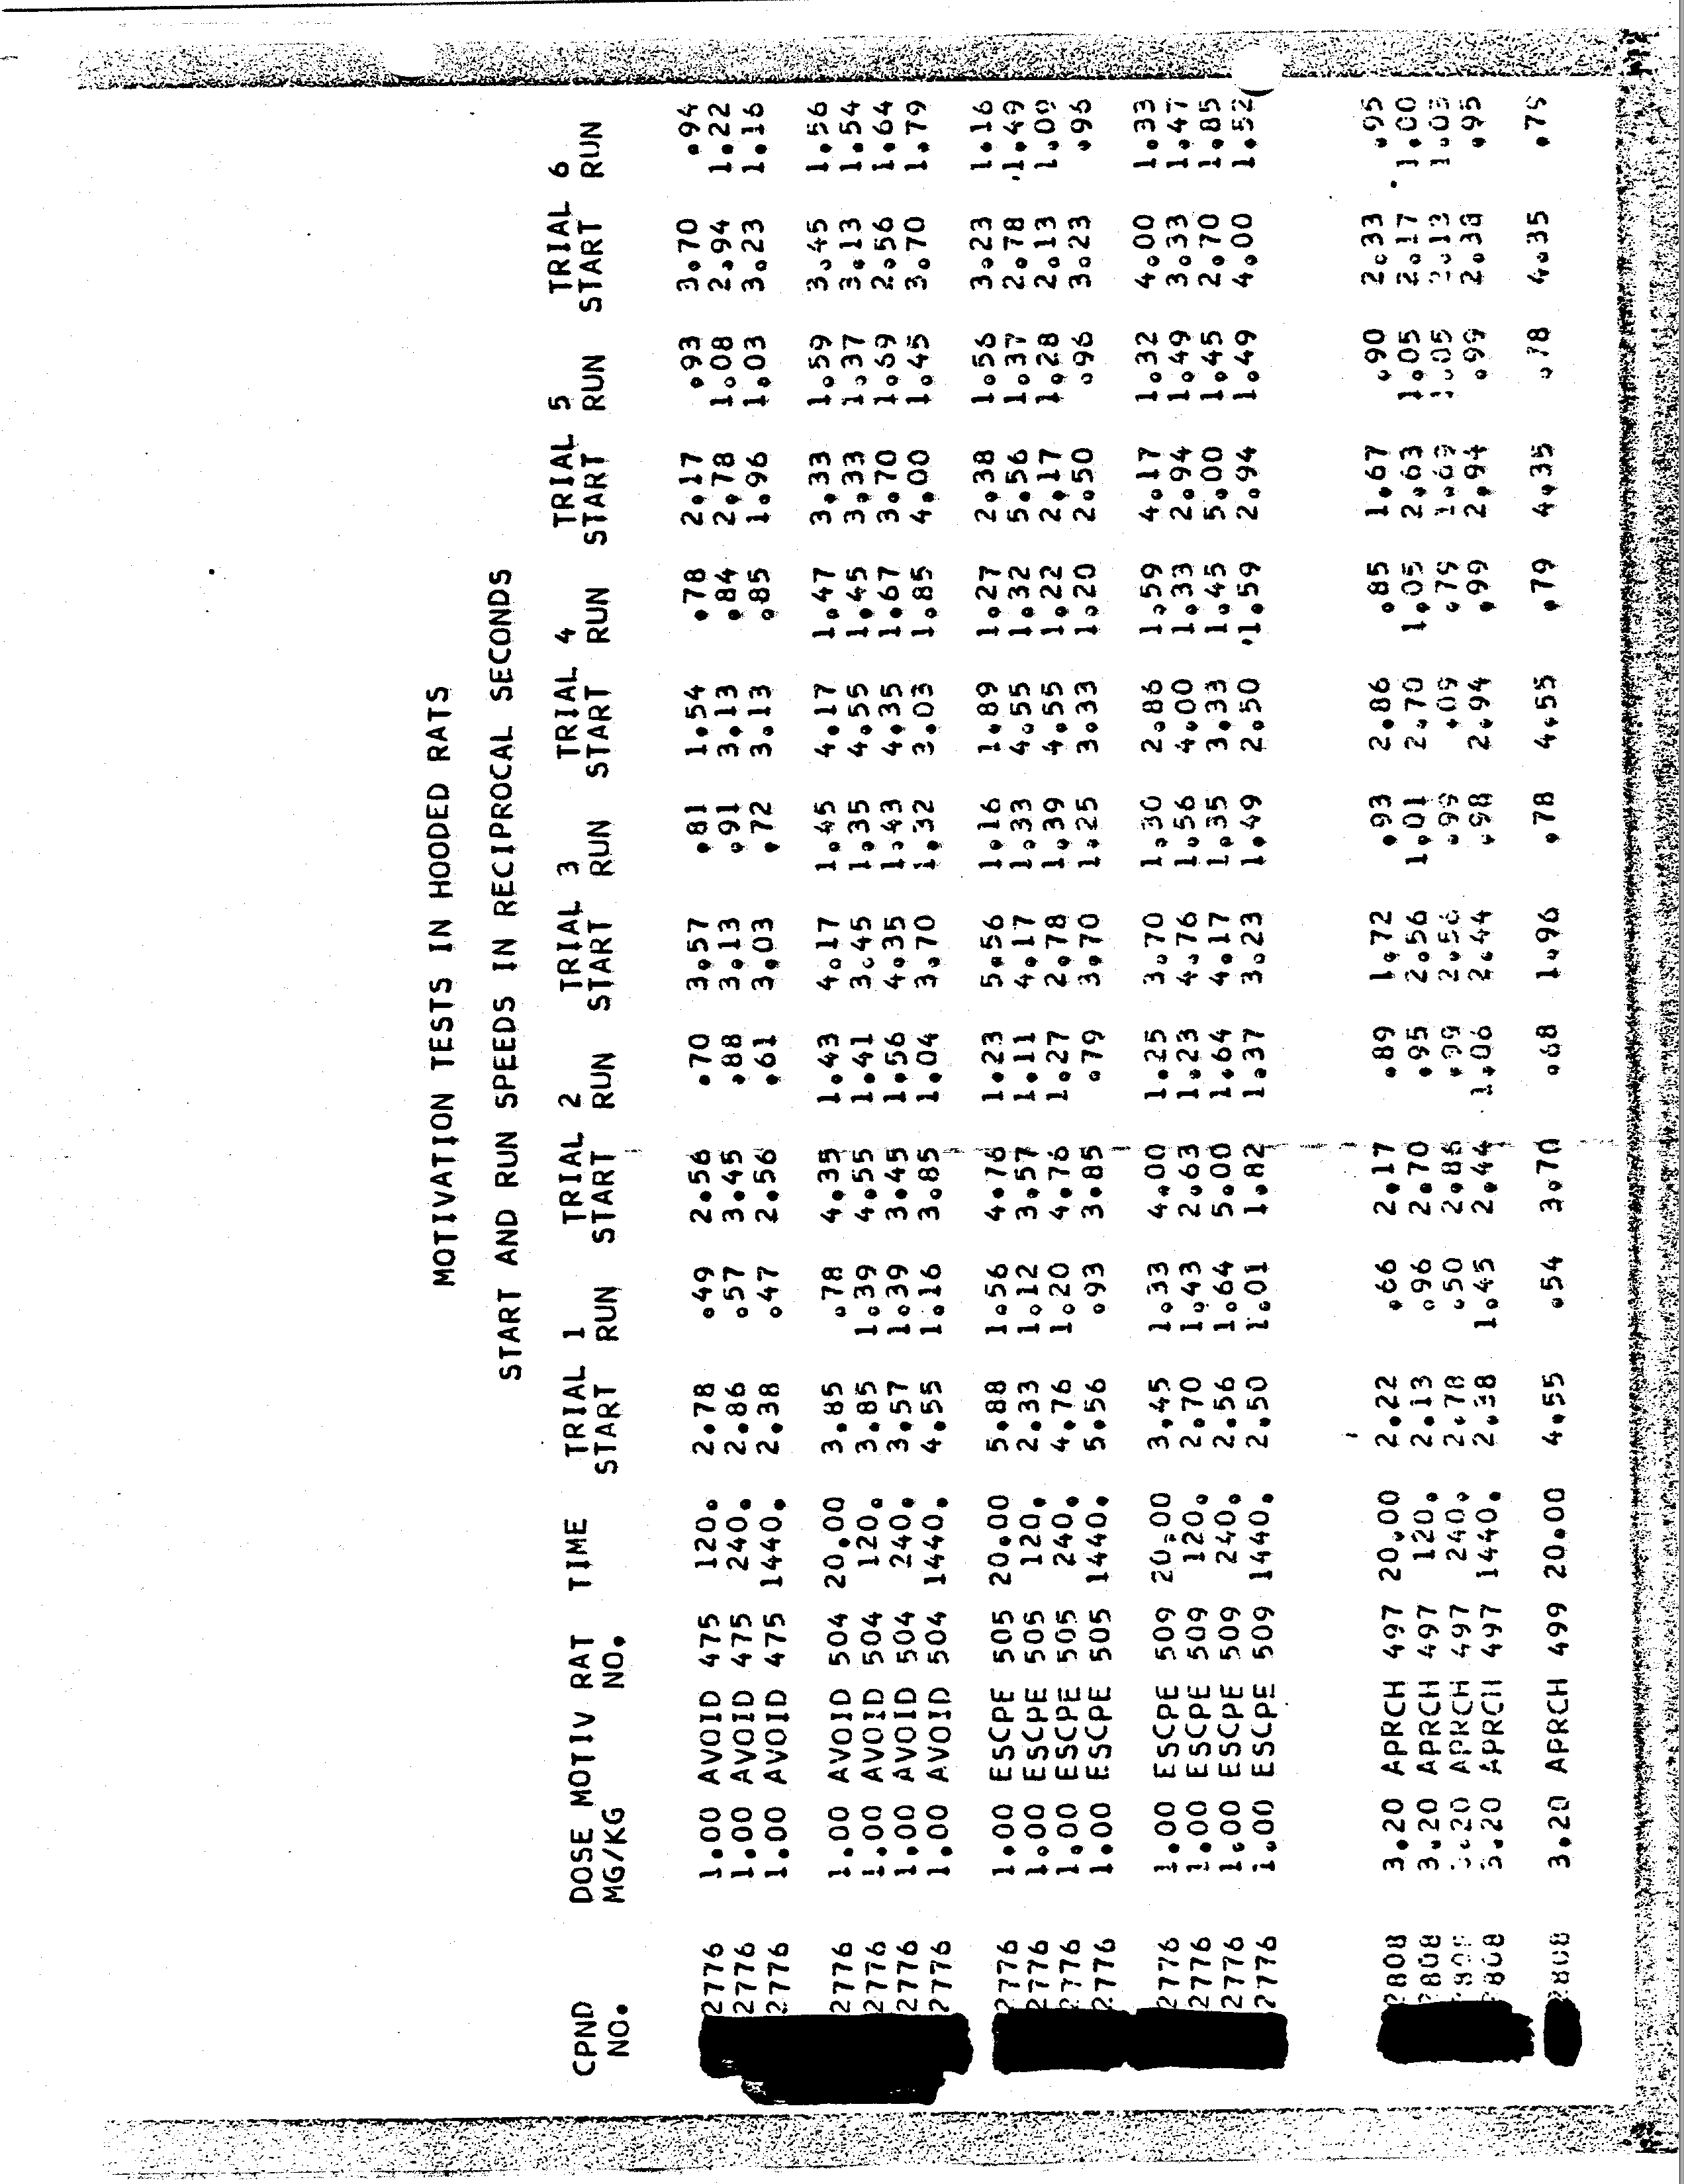 MOTIVATION TESTS IN HOODED RATS
START AND RUN SPEEDS IN RECIPROCAL SECONDS
CPND DOSE MOTIV RAT TIME TRIAL 1 TRIAL 2 TRIAL 3 TRIAL 4 TRIAL 5 TRIAL 6
NO. MG/KG NO. START RUN START RUN START RUN START RUN START RUN START RUN
2776 1.00 AVOID 475 120. 2.78 .49 2.56 .70 3.57 .81 1.54 .78 2.17 .93 3.70 .94
2776 1.00 AVOID 475 240. 2.86 .57 3.45 .88 3.13 .91 3.13 .84 2.78 1.08 2.94 1.22
2776 1.00 AVOID 475 1440. 2.38 .47 2.56 .61 3.03 .72 3.13 .85 1.96 1.03 3.23 1.16
2776 1.00 AVOID 504 20.00 3.85 .78 4.35 1.43 4.17 1.45 4.17 1.47 3.33 1.59 3.45 1.56
2776 1.00 AVOID 504 120. 3.85 1.39 4.55 1.41 3.45 1.35 4.55 1.45 3.33 1.37 3.13 1.54
2776 1.00 AVOID 504 240. 3.57 1.39 3.45 1.56 4.35 1.43 4.35 1.67 3.70 1.69 2.56 1.64
2776 1.00 AVOID 504 1440. 4.55 1.16 3.85 1.04 3.70 1.32 3.03 1.85 4.00 1.45 3.70 1.79
2776 1.00 ESCPE 505 20.00 5.88 1.56 4.76 1.23 5.56 1.16 1.89 1.27 2.38 1.56 3.23 1.16
2776 1.00 ESCPE 505 120. 2.33 1.12 3.57 1.11 4.17 1.33 4.55 1.32 5.56 1.37 2.78 1.49
2776 1.00 ESCPE 505 240. 4.76 1.20 4.76 1.27 2.78 1.39 4.55 1.22 2.17 1.28 2.13 1.09
2776 1.00 ESCPE 505 1440. 5.56 .93 3.85 .79 3.70 1.25 3.33 1.20 2.50 .96 3.23 .96
2776 1.00 ESCPE 509 20.00 3.45 1.33 4.00 1.25 3.70 1.30 2.86 1.59 4.17 1.32 4.00 1.33
2776 1.00 ESCPE 509 120. 2.70 1.43 2.63 1.23 4.76 1.56 4.00 1.33 2.94 1.49 3.03 1.47
2776 1.00 ESCPE 509 240. 2.56 1.64 5.00 1.64 4.17 1.35 3.33 1.45 5.00 1.45 2.70 1.85
2776 1.00 ESCPE 509 1440. 2.50 1.01 1.82 1.37 3.23 1.49 2.50 1.59 2.94 1.49 4.00 1.52
2808 3.20 APRCH 497 20.00 2.22 .66 2.17 .89 1.72 .93 2.86 .85 1.67 .90 2.33 .95
2808 3.20 APRCH 497 120. 2.13 .96 2.70 .95 2.56 1.01 2.70 1.05 2.63 1.05 2.17 1.00
3.20 APRCH 497 240. 2.78 .50 2.86 .99 2.56 .99 .79
2808 3.20 APRCH 497 1440. 2.38 1.45 2.44 1.06 2.44 .98 2.94 .99 2.94 .99 2.38 .95
2808 3.20 APRCH 499 20.00 4.55 .54 3.70 .68 1.96 .78 4.55 .79 4.35 .78 4.35 .75